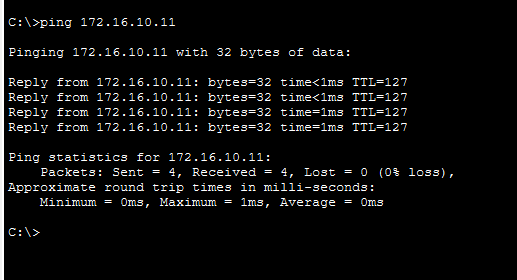 C:\>ping 172.16.10.11
Pinging 172.16.10.11 with 32 bytes of data:
Reply from 172.16.10.11: bytes=32 time<1ms TTL=127
Reply from 172.16.10.11: bytes=32 time<1ms TTL=127
Reply from 172.16.10.11: bytes=32 time=1ms TTL=127
Reply from 172.16.10.11: bytes=32 time=1ms TTL=127
Ping statistics for 172.16.10.11:
    Packets: Sent = 4, Received = 4, Lost = 0 (0% loss),
Approximate round trip times in milli-seconds:
    Minimum = 0ms, Maximum = 1ms, Average = 0ms
C:\>